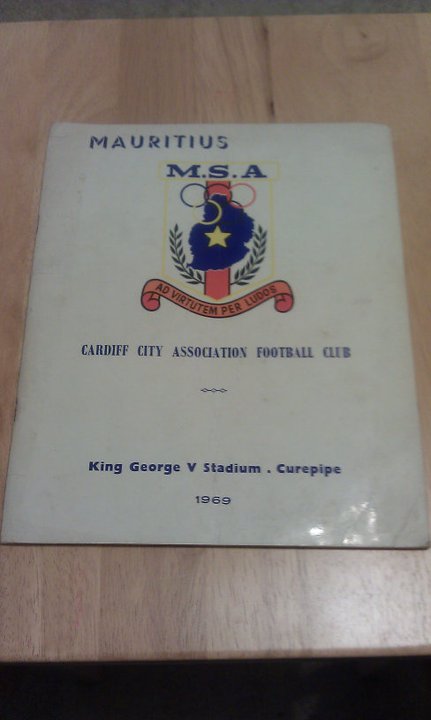 MAURITIUS
M.S.A
AD VIRTUTEM PER LUDOS
CARDIFF CITY ASSOCIATION FOOTBALL CLUB
King George V Stadium . Curepipe
1969